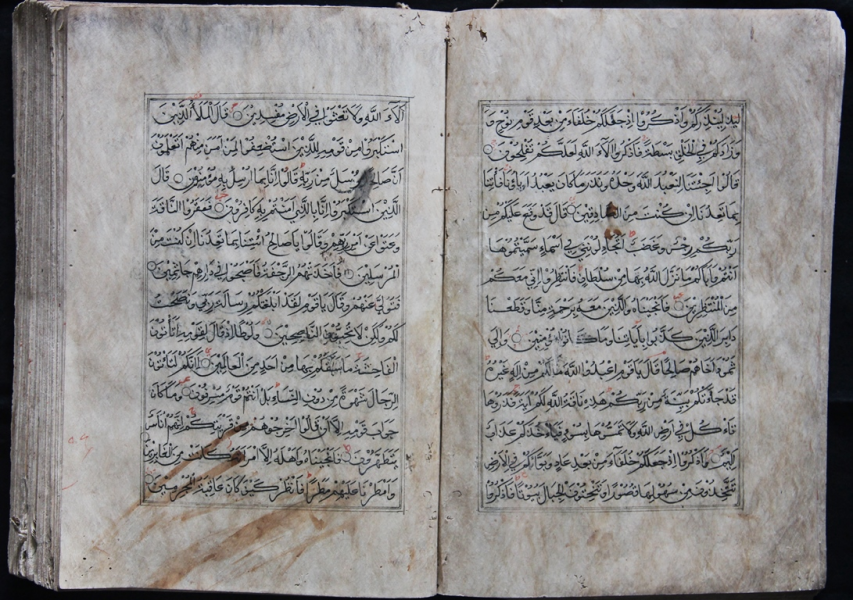 لينذركم واذكروا اذ جعلكم خلفاء من بعد قوم نوح و
وزادكم في الخلق بسطة فاذكروا الاء الله لعلكم تفلحون
قالوا اجئتنا لنعبد الله وحده ونذر ما كان يعبد اباؤنا فأتنا
بما تعدنا ان كنت من الصادقين قال قد وقع عليكم من
ربكم رجس وغضب اتجادلونني في اسماء سميتموها
انتم واباؤكم ما نزل الله بها من سلطان فانتظروا اني معكم
من المنتظرين فانجيناه والذين معه برحمة منا وقطعنا
دابر الذين كذبوا باياتنا وما كانوا مؤمنين والي
ثمود اخاهم صالحا قال يا قوم اعبدوا الله ما لكم من اله غيره
قد جاءتكم بينة من ربكم هذه ناقة الله لكم اية فذروها
تاكل في ارض الله ولا تمسوها بسوء فياخذكم عذاب
اليم واذكروا اذ جعلكم خلفاء من بعد عاد وبواكم في الارض
تتخذون من سهولها قصورا وتنحتون الجبال بيوتا فاذكروا
الاء الله ولا تعثوا في الارض مفسدين قال الملأ الذين
استكبروا من قومه للذين استضعفوا لمن امن منهم اتعلمون
ان صالحا مرسل من ربه قالوا انا بما ارسل به مؤمنون قال
الذين استكبروا انا بالذي امنتم به كافرون فعقروا الناقة
وعتوا عن امر ربهم وقالوا يا صالح ائتنا بما تعدنا ان كنت من
المرسلين فاخذتهم الرجفة فاصبحوا في دارهم جاثمين
فتولي عنهم وقال يا قوم لقد ابلغتكم رسالة ربي ونصحت
لكم ولكن لا تحبون الناصحين ولوطا اذ قال لقومه اتأتون
الفاحشة ما سبقكم بها من احد من العالمين انكم لتأتون
الرجال شهوة من دون النساء بل انتم قوم مسرفون وما كان
جواب قومه الا ان قالوا اخرجوهم من قريتكم انهم اناس
يتطهرون فانجيناه واهله الا امراته كانت من الغابرين
وامطرنا عليهم مطرا فانظر كيف كان عاقبة المجرمين